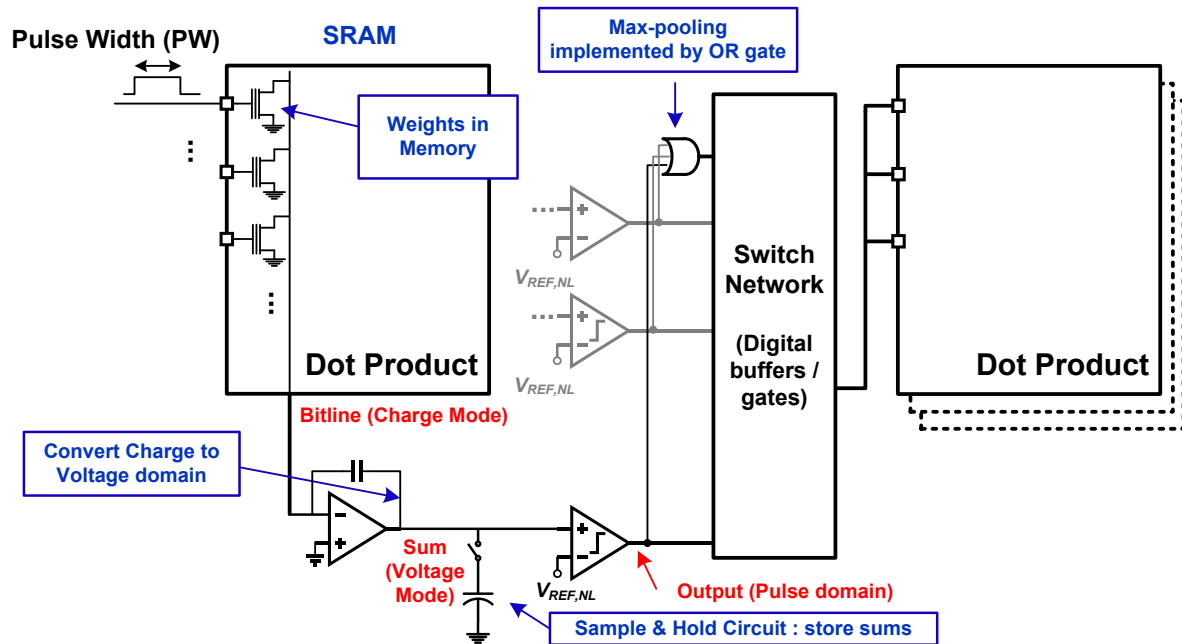 Pulse Width (PW)
SRAM
Max-pooling
implemented by OR gate
Weights in
Memory
...
...
Dot Product
Bitline (Charge Mode)
Convert Charge to
Voltage domain
Sum
(Voltage
Mode)
...
V_REF,NL
...
V_REF,NL
V_REF,NL
Output (Pulse domain)
Sample & Hold Circuit : store sums
Switch
Network
(Digital
buffers /
gates)
Dot Product